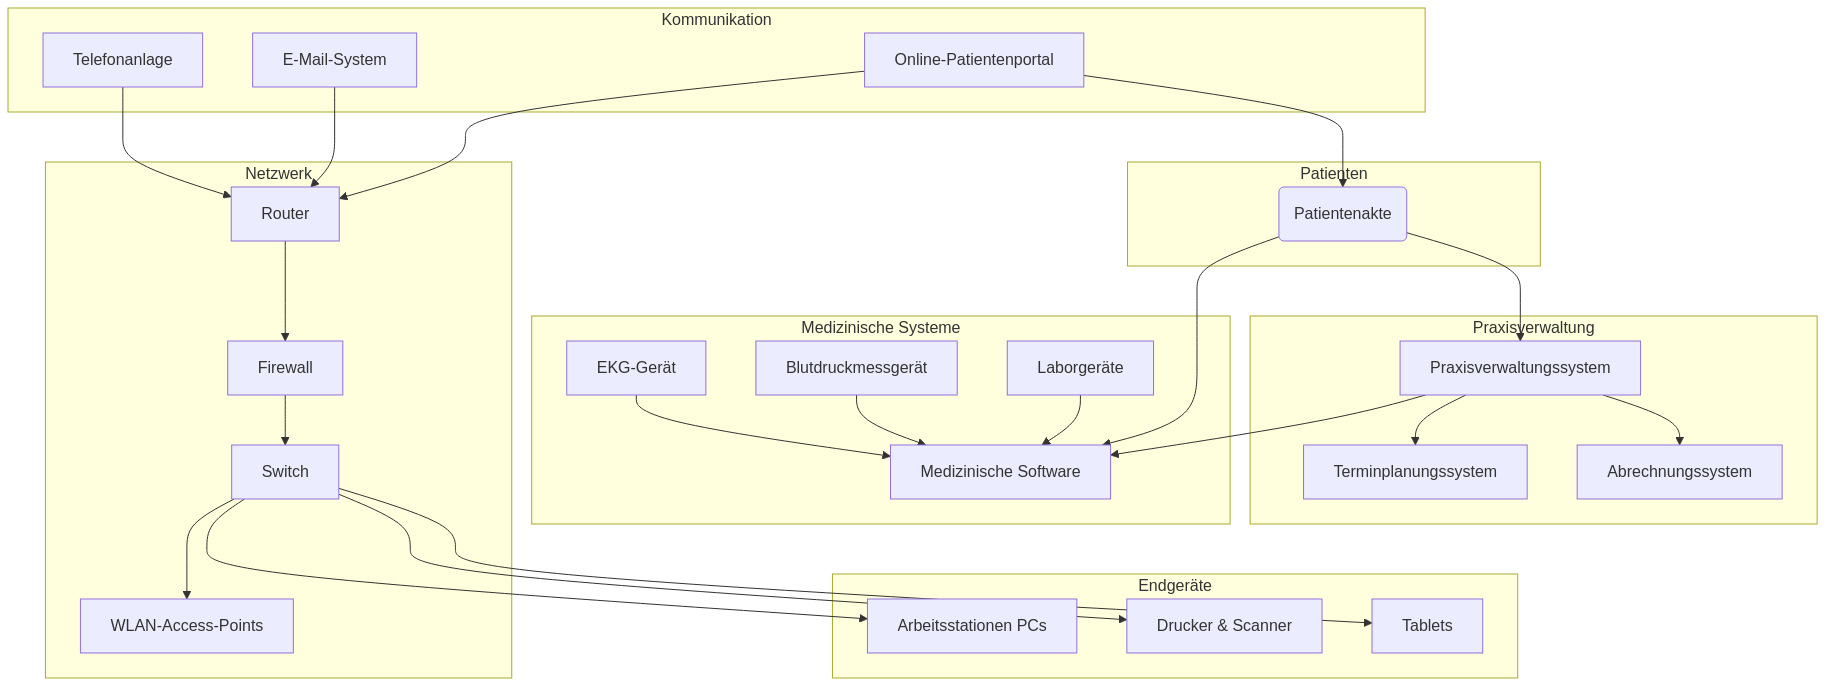 Kommunikation
Telefonanlage
E-Mail-System
Online-Patientenportal
Netzwerk
Patienten
Router
Patientenakte
Medizinische Systeme
Praxisverwaltung
Firewall
EKG-Gerät
Blutdruckmessgerät
Laborgeräte
Praxisverwaltungssystem
Switch
Medizinische Software
Terminplanungssystem
Abrechnungssystem
Endgeräte
WLAN-Access-Points
Arbeitsstationen PCs
Drucker & Scanner
Tablets